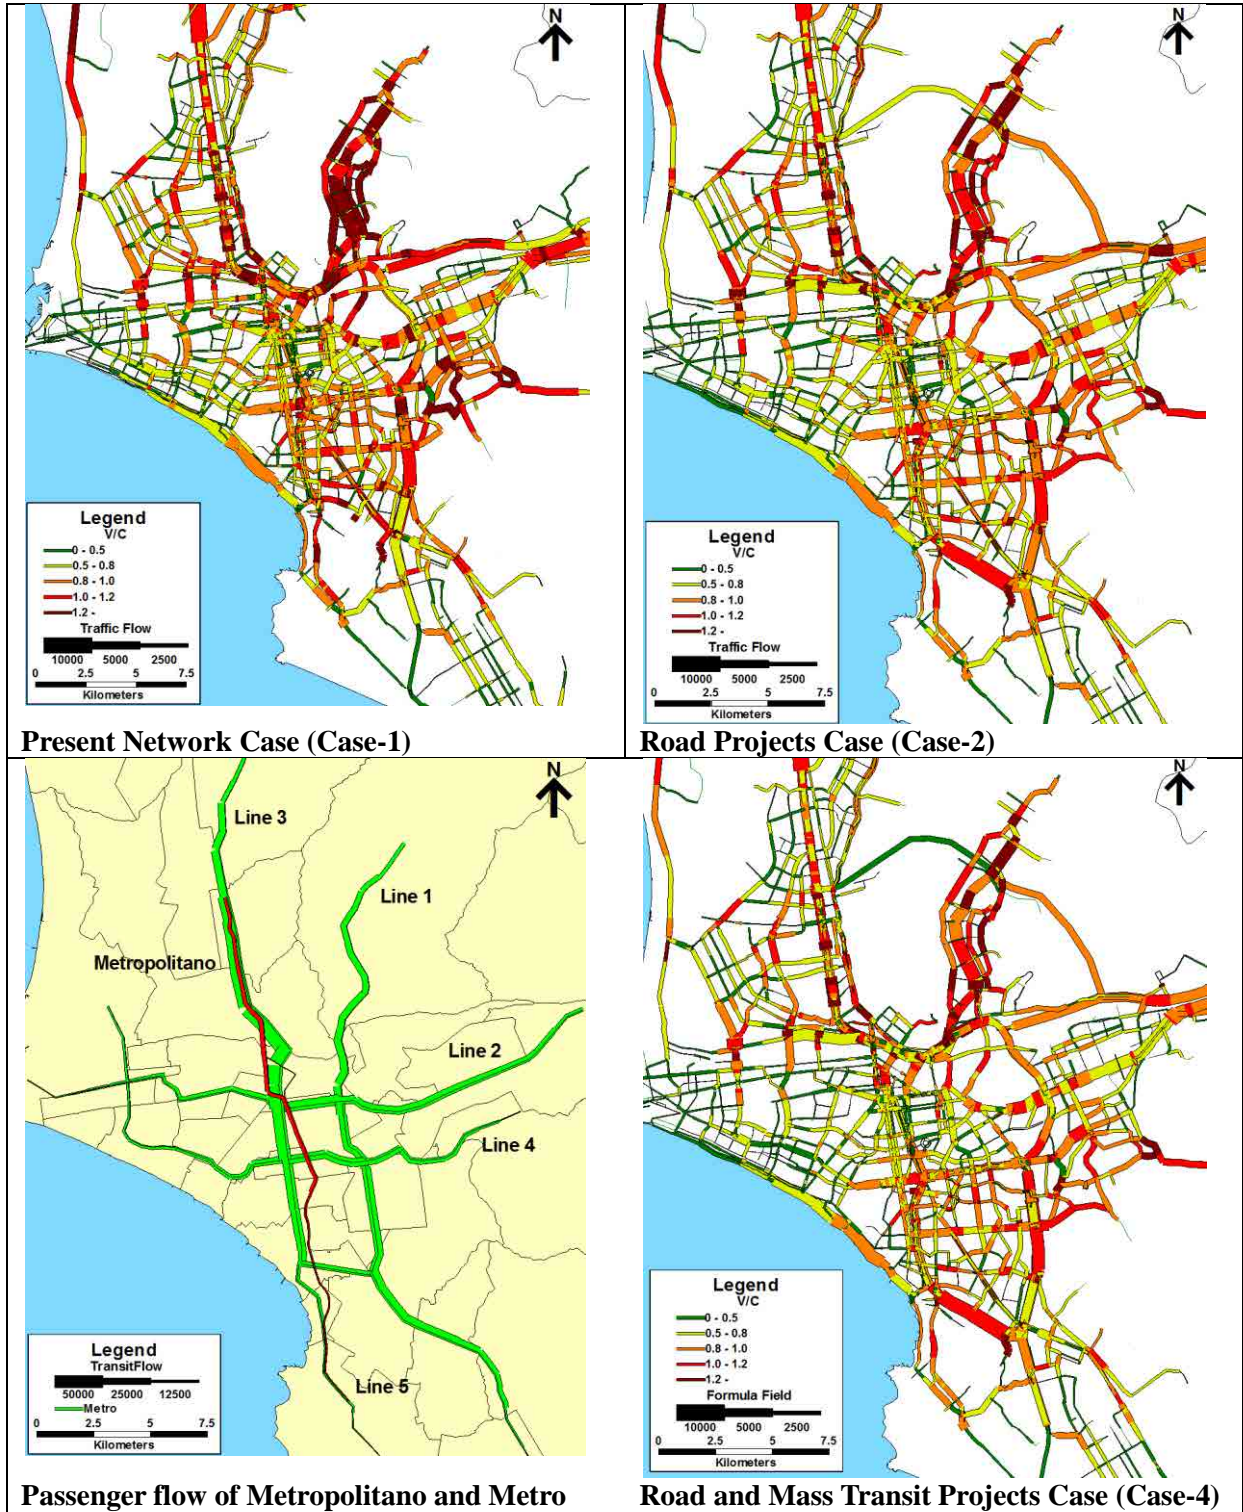 N
Legend
V/C
0 - 0.5
0.5 - 0.8
0.8 - 1.0
1.0 - 1.2
1.2 -
Traffic Flow
10000 5000 2500
0 2.5 5 7.5
Kilometers
Present Network Case (Case-1)
N
Legend
V/C
0 - 0.5
0.5 - 0.8
0.8 - 1.0
1.0 - 1.2
1.2 -
Traffic Flow
10000 5000 2500
0 2.5 5 7.5
Kilometers
Road Projects Case (Case-2)
N
Line 3
Line 1
Metropolitano
Line 2
Line 4
Line 5
Legend
TransitFlow
50000 25000 12500
Metro
0 2.5 5 7.5
Kilometers
Passenger flow of Metropolitano and Metro
N
Legend
V/C
0 - 0.5
0.5 - 0.8
0.8 - 1.0
1.0 - 1.2
1.2 -
Formula Field
10000 5000 2500
0 2.5 5 7.5
Kilometers
Road and Mass Transit Projects Case (Case-4)